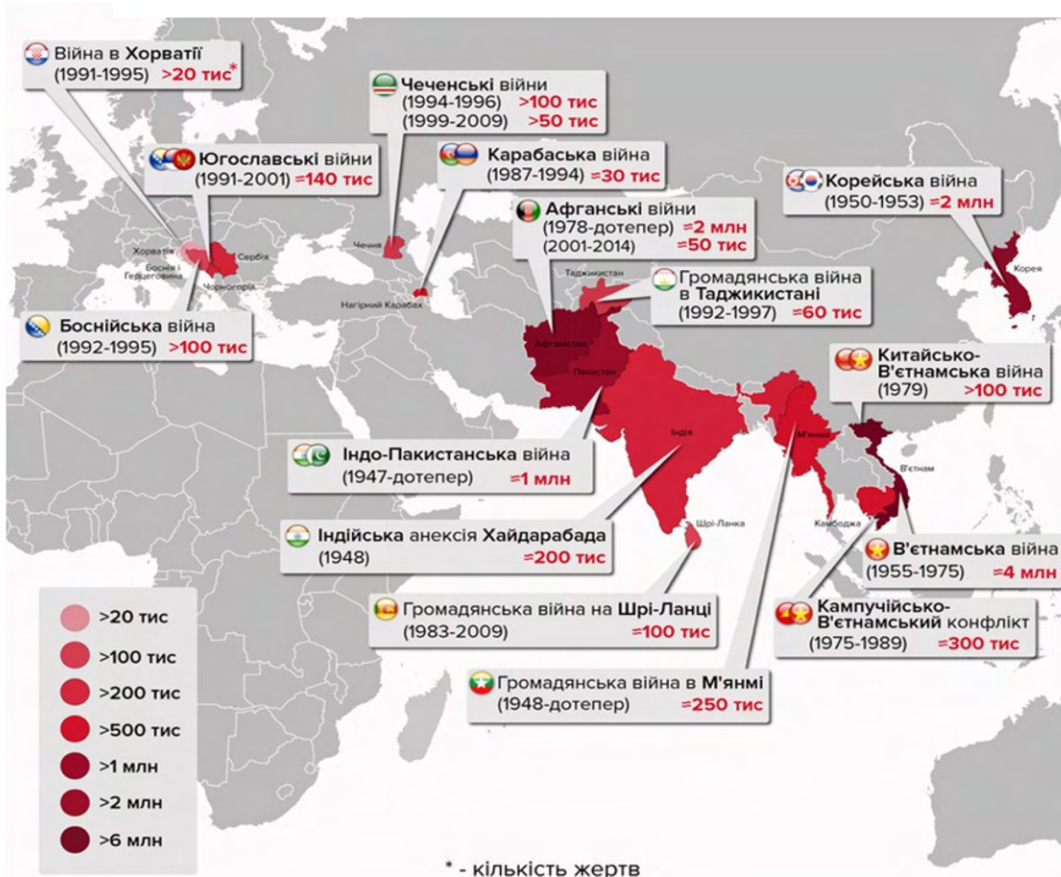 Війна в Хорватії
(1991-1995) >20 тис*
Чеченські війни
(1994-1996) >100 тис
(1999-2009) >50 тис
Югославські війни
(1991-2001) ≈140 тис
Карабаська війна
(1987-1994) ≈30 тис
Корейська війна
(1950-1953) ≈2 млн
Афганські війни
(1978-дотепер) ≈2 млн
(2001-2014) ≈50 тис
Хорватія
Боснія і
Герцеговина
Сербія
Чорногорія
Чечня
Нагірний Карабах
Таджикистан
Корея
Громадянська війна
в Таджикистані
(1992-1997) ≈60 тис
Боснійська війна
(1992-1995) >100 тис
Афганістан
Пакистан
Китайсько-
В'єтнамська війна
(1979) >100 тис
Індія
М'янма
В'єтнам
Індо-Пакистанська війна
(1947-дотепер) ≈1 млн
Індійська анексія Хайдарабада
(1948) ≈200 тис
Шрі-Ланка
Камбоджа
В'єтнамська війна
(1955-1975) ≈4 млн
Громадянська війна на Шрі-Ланці
(1983-2009) ≈100 тис
Кампучійсько-
В'єтнамський конфлікт
(1975-1989) ≈300 тис
Громадянська війна в М'янмі
(1948-дотепер) ≈250 тис
>20 тис
>100 тис
>200 тис
>500 тис
>1 млн
>2 млн
>6 млн
* - кількість жертв